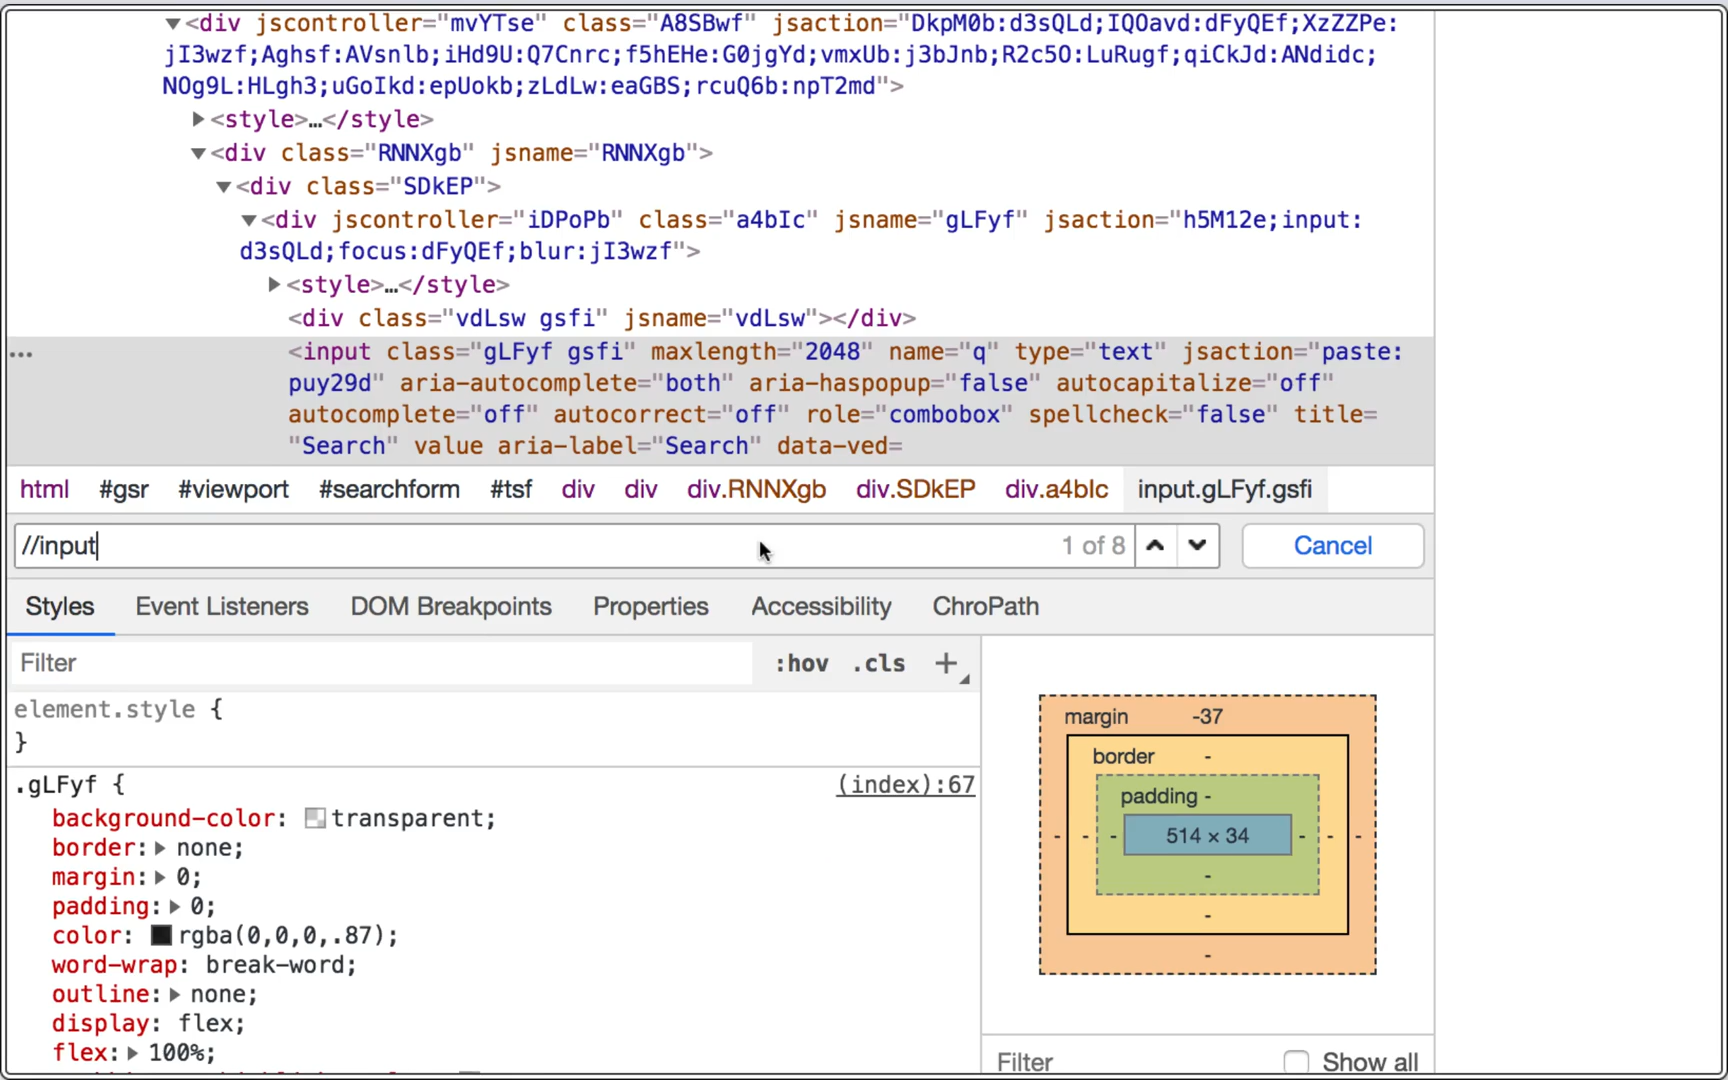 ▼<div jscontroller="mvYTse" class="A8SBwf" jsaction="DkpM0b:d3sQLd;IQOavd:dFyQEf;XzZZPe:
jI3wzf;Aghsf:AVsnlb;iHd9U:Q7Cnrc;f5hEHe:G0jgYd;vmxUb:j3bJnb;R2c5O:LuRugf;qiCkJd:ANdidc;
NOg9L:HLgh3;uGoIkd:epUokb;zLdLw:eaGBS;rcuQ6b:npT2md">
▶<style>…</style>
▼<div class="RNNXgb" jsname="RNNXgb">
▼<div class="SDkEP">
▼<div jscontroller="iDPoPb" class="a4bIc" jsname="gLFyf" jsaction="h5M12e;input:
d3sQLd;focus:dFyQEf;blur:jI3wzf">
▶<style>…</style>
<div class="vdLsw gsfi" jsname="vdLsw"></div>
… <input class="gLFyf gsfi" maxlength="2048" name="q" type="text" jsaction="paste:
puy29d" aria-autocomplete="both" aria-haspopup="false" autocapitalize="off"
autocomplete="off" autocorrect="off" role="combobox" spellcheck="false" title=
"Search" value aria-label="Search" data-ved=
html #gsr #viewport #searchform #tsf div div div.RNNXgb div.SDkEP div.a4bIc input.gLFyf.gsfi
//input 1 of 8 Cancel
Styles Event Listeners DOM Breakpoints Properties Accessibility ChroPath
Filter :hov .cls +
element.style {
}
.gLFyf { (index):67
background-color: transparent;
border: ▶ none;
margin: ▶ 0;
padding: ▶ 0;
color: rgba(0,0,0,.87);
word-wrap: break-word;
outline: ▶ none;
display: flex;
flex: ▶ 100%;
margin -37
border -
padding -
- - - 514 × 34 - - -
-
-
-
Filter Show all